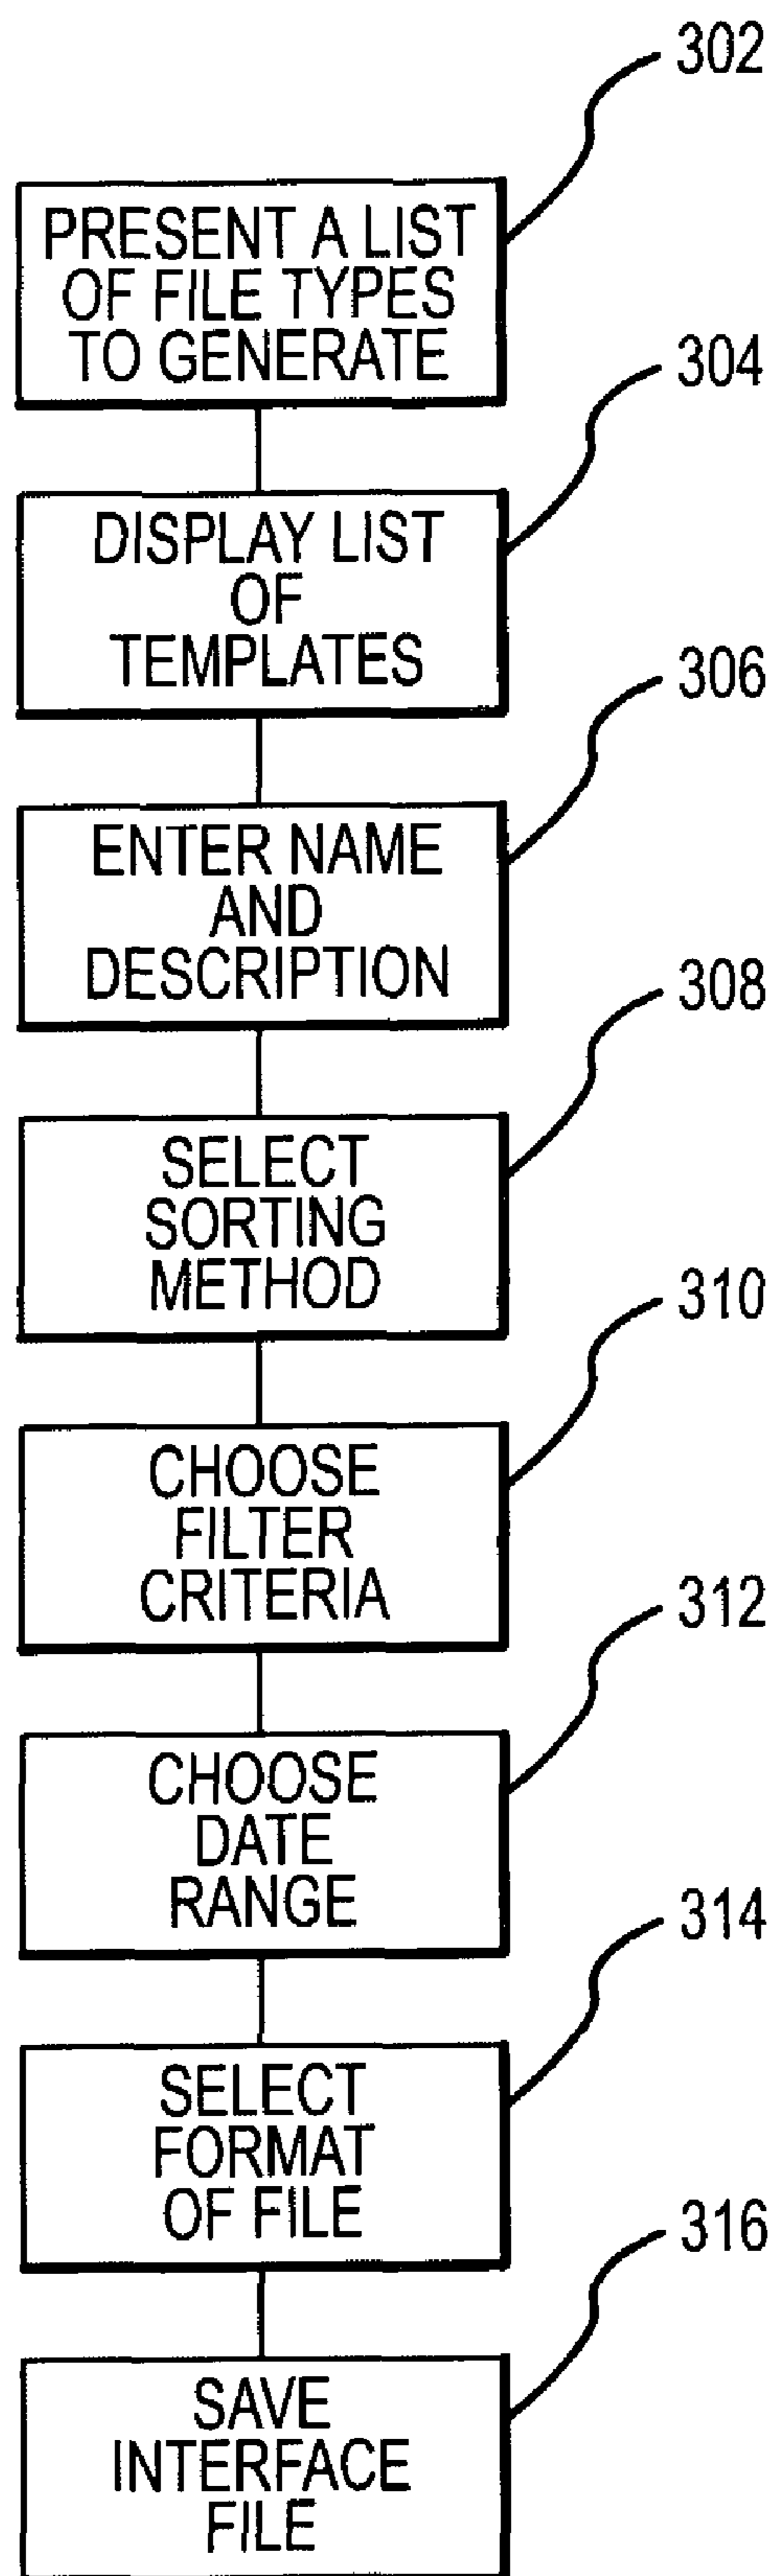 302
PRESENT A LIST
OF FILE TYPES
TO GENERATE
304
DISPLAY LIST
OF
TEMPLATES
306
ENTER NAME
AND
DESCRIPTION
308
SELECT
SORTING
METHOD
310
CHOOSE
FILTER
CRITERIA
312
CHOOSE
DATE
RANGE
314
SELECT
FORMAT
OF FILE
316
SAVE
INTERFACE
FILE